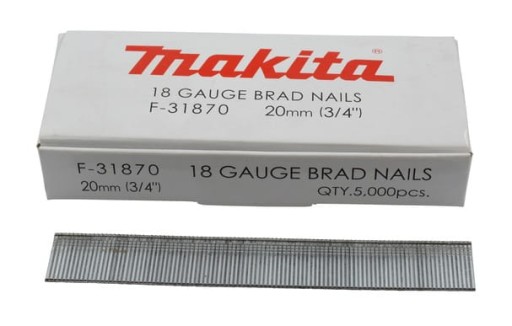 makita®
18 GAUGE BRAD NAILS
F-31870 20mm (3/4")
F-31870 18 GAUGE BRAD NAILS
20mm (3/4") QTY.5,000pcs.